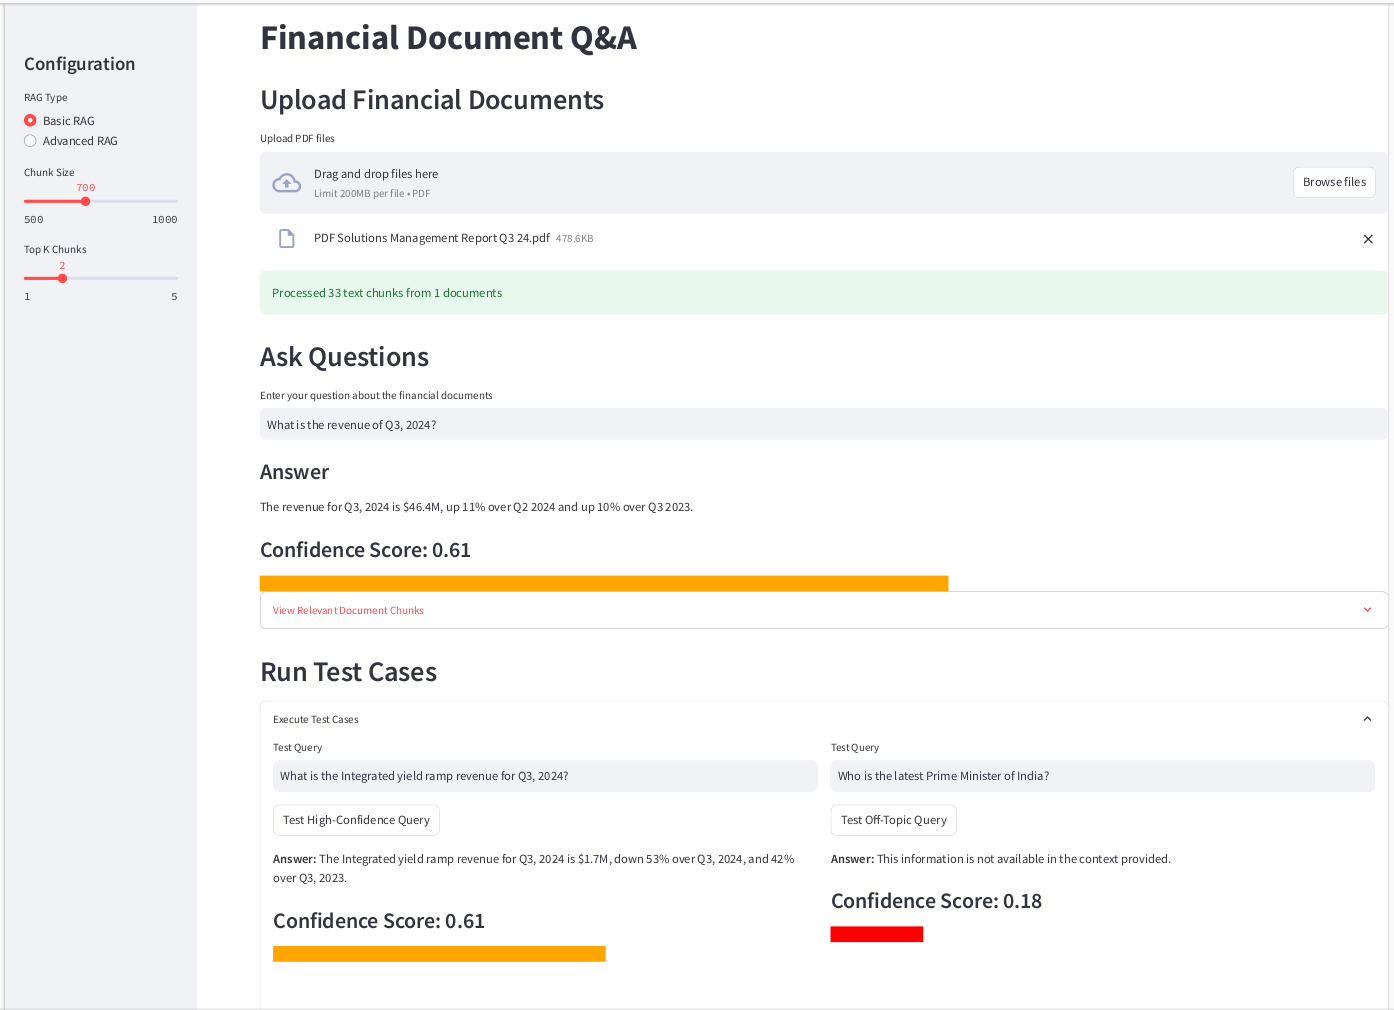 Configuration
RAG Type
Basic RAG
Advanced RAG
Chunk Size
700
500 1000
Top K Chunks
2
1 5
Financial Document Q&A
Upload Financial Documents
Upload PDF files
Drag and drop files here
Limit 200MB per file • PDF
Browse files
PDF Solutions Management Report Q3 24.pdf 478.6KB
Processed 33 text chunks from 1 documents
Ask Questions
Enter your question about the financial documents
What is the revenue of Q3, 2024?
Answer
The revenue for Q3, 2024 is $46.4M, up 11% over Q2 2024 and up 10% over Q3 2023.
Confidence Score: 0.61
View Relevant Document Chunks
Run Test Cases
Execute Test Cases
Test Query
What is the Integrated yield ramp revenue for Q3, 2024?
Test High-Confidence Query
Answer: The Integrated yield ramp revenue for Q3, 2024 is $1.7M, down 53% over Q3, 2024, and 42%
over Q3, 2023.
Confidence Score: 0.61
Test Query
Who is the latest Prime Minister of India?
Test Off-Topic Query
Answer: This information is not available in the context provided.
Confidence Score: 0.18